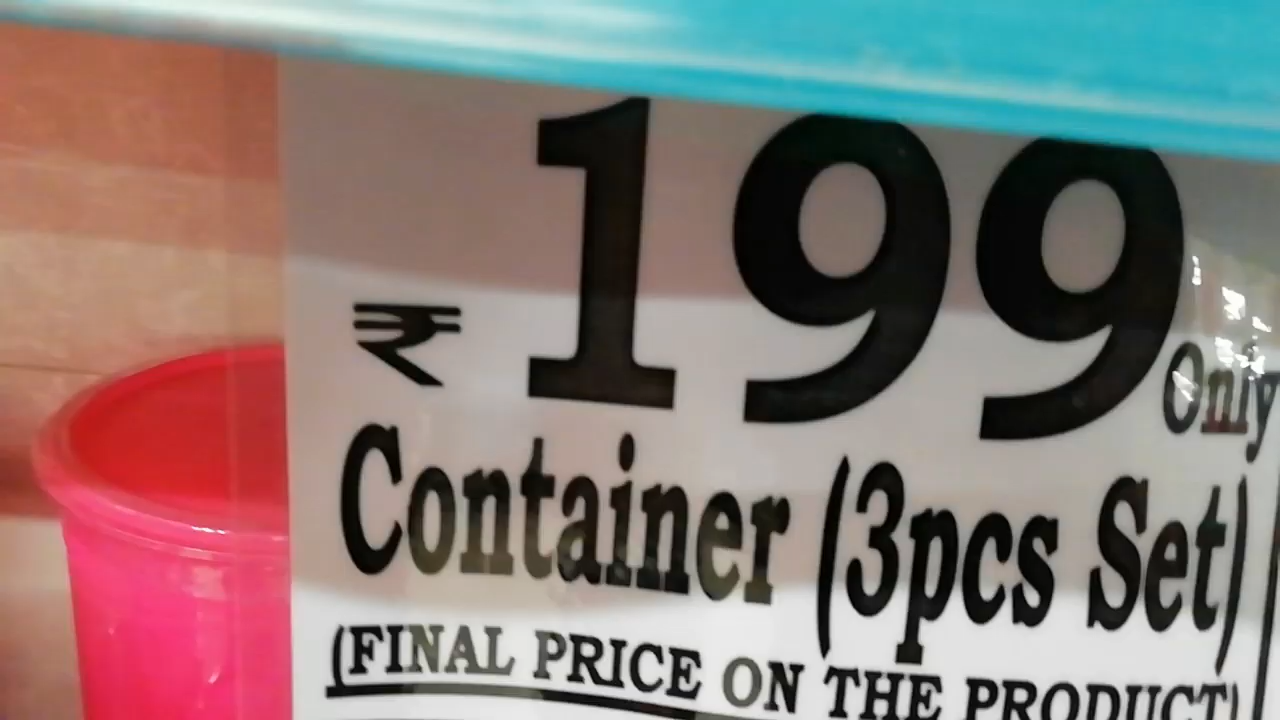 ₹ 199 Only
Container (3pcs Set)
(FINAL PRICE ON THE PRODUCT)